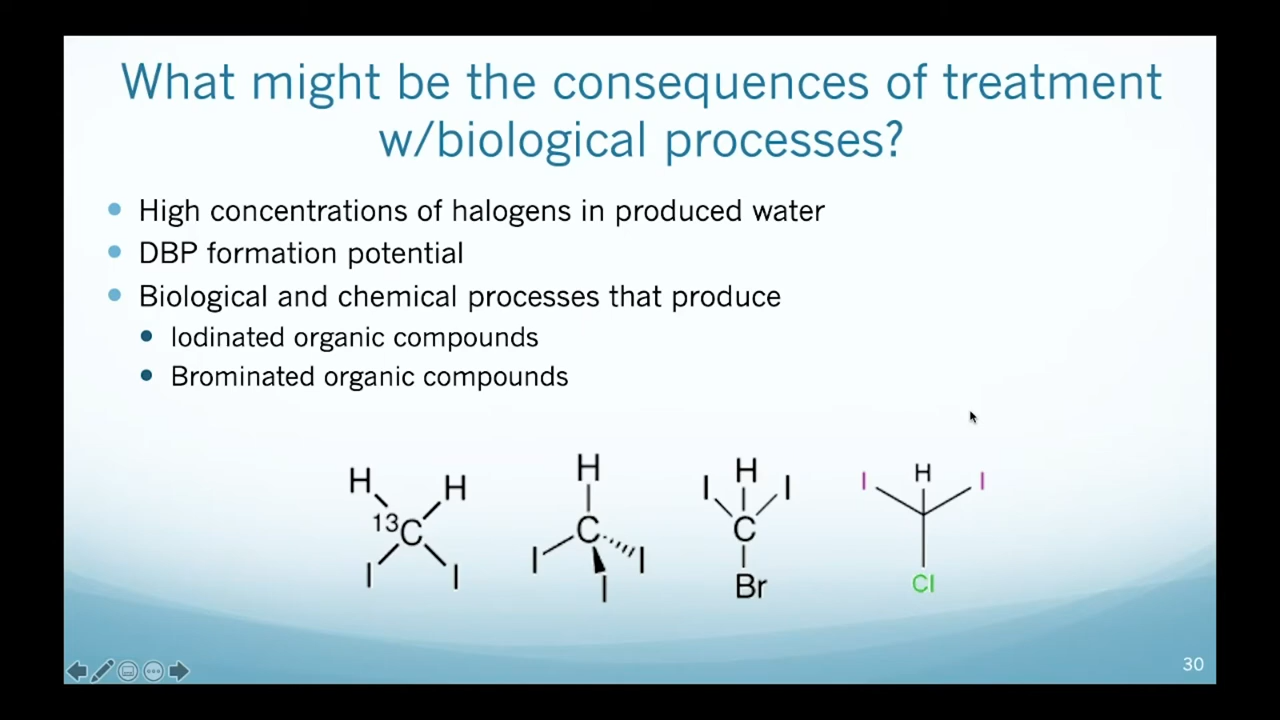 What might be the consequences of treatment
w/biological processes?
High concentrations of halogens in produced water
DBP formation potential
Biological and chemical processes that produce
Iodinated organic compounds
Brominated organic compounds
H H
13C
I I
H
C
I I
I
I H I
C
Br
I H I
Cl
30